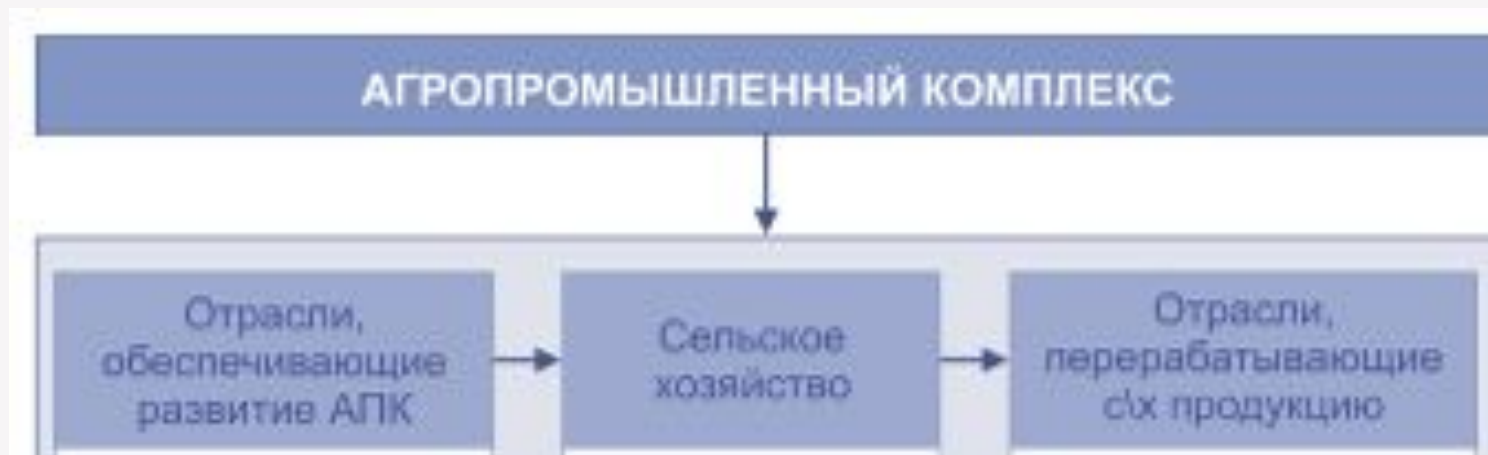 АГРОПРОМЫШЛЕННЫЙ КОМПЛЕКС
Отрасли,
обеспечивающие
развитие АПК
Сельское
хозяйство
Отрасли,
перерабатывающие
с\х продукцию